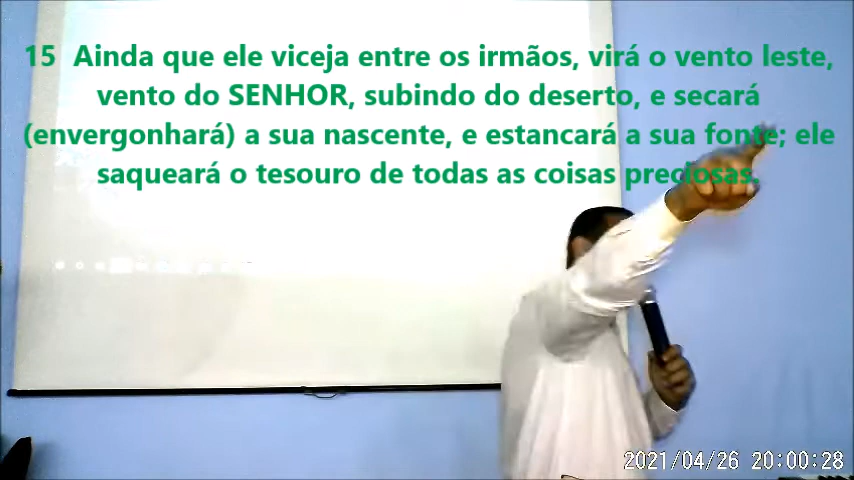 15 Ainda que ele viceja entre os irmãos, virá o vento leste,
vento do SENHOR, subindo do deserto, e secará
(envergonhará) a sua nascente, e estancará a sua fonte; ele
saqueará o tesouro de todas as coisas preciosas.
2021/04/26 20:00:28